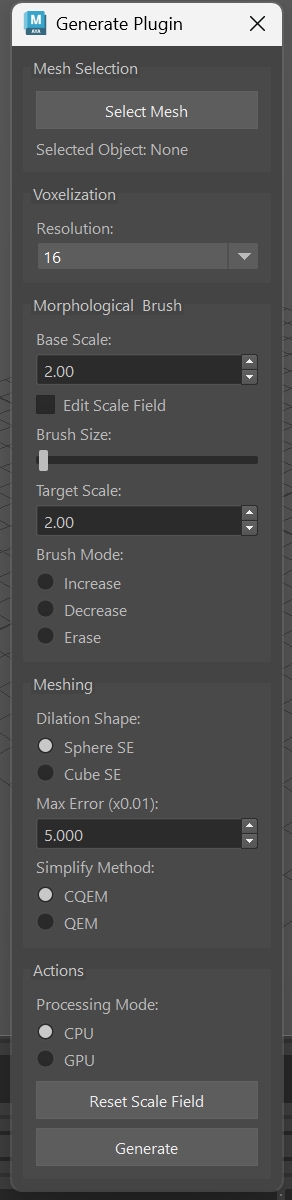 M
AYA
Generate Plugin
Mesh Selection
Select Mesh
Selected Object: None
Voxelization
Resolution:
16
Morphological Brush
Base Scale:
2.00
Edit Scale Field
Brush Size:
Target Scale:
2.00
Brush Mode:
Increase
Decrease
Erase
Meshing
Dilation Shape:
Sphere SE
Cube SE
Max Error (x0.01):
5.000
Simplify Method:
CQEM
QEM
Actions
Processing Mode:
CPU
GPU
Reset Scale Field
Generate